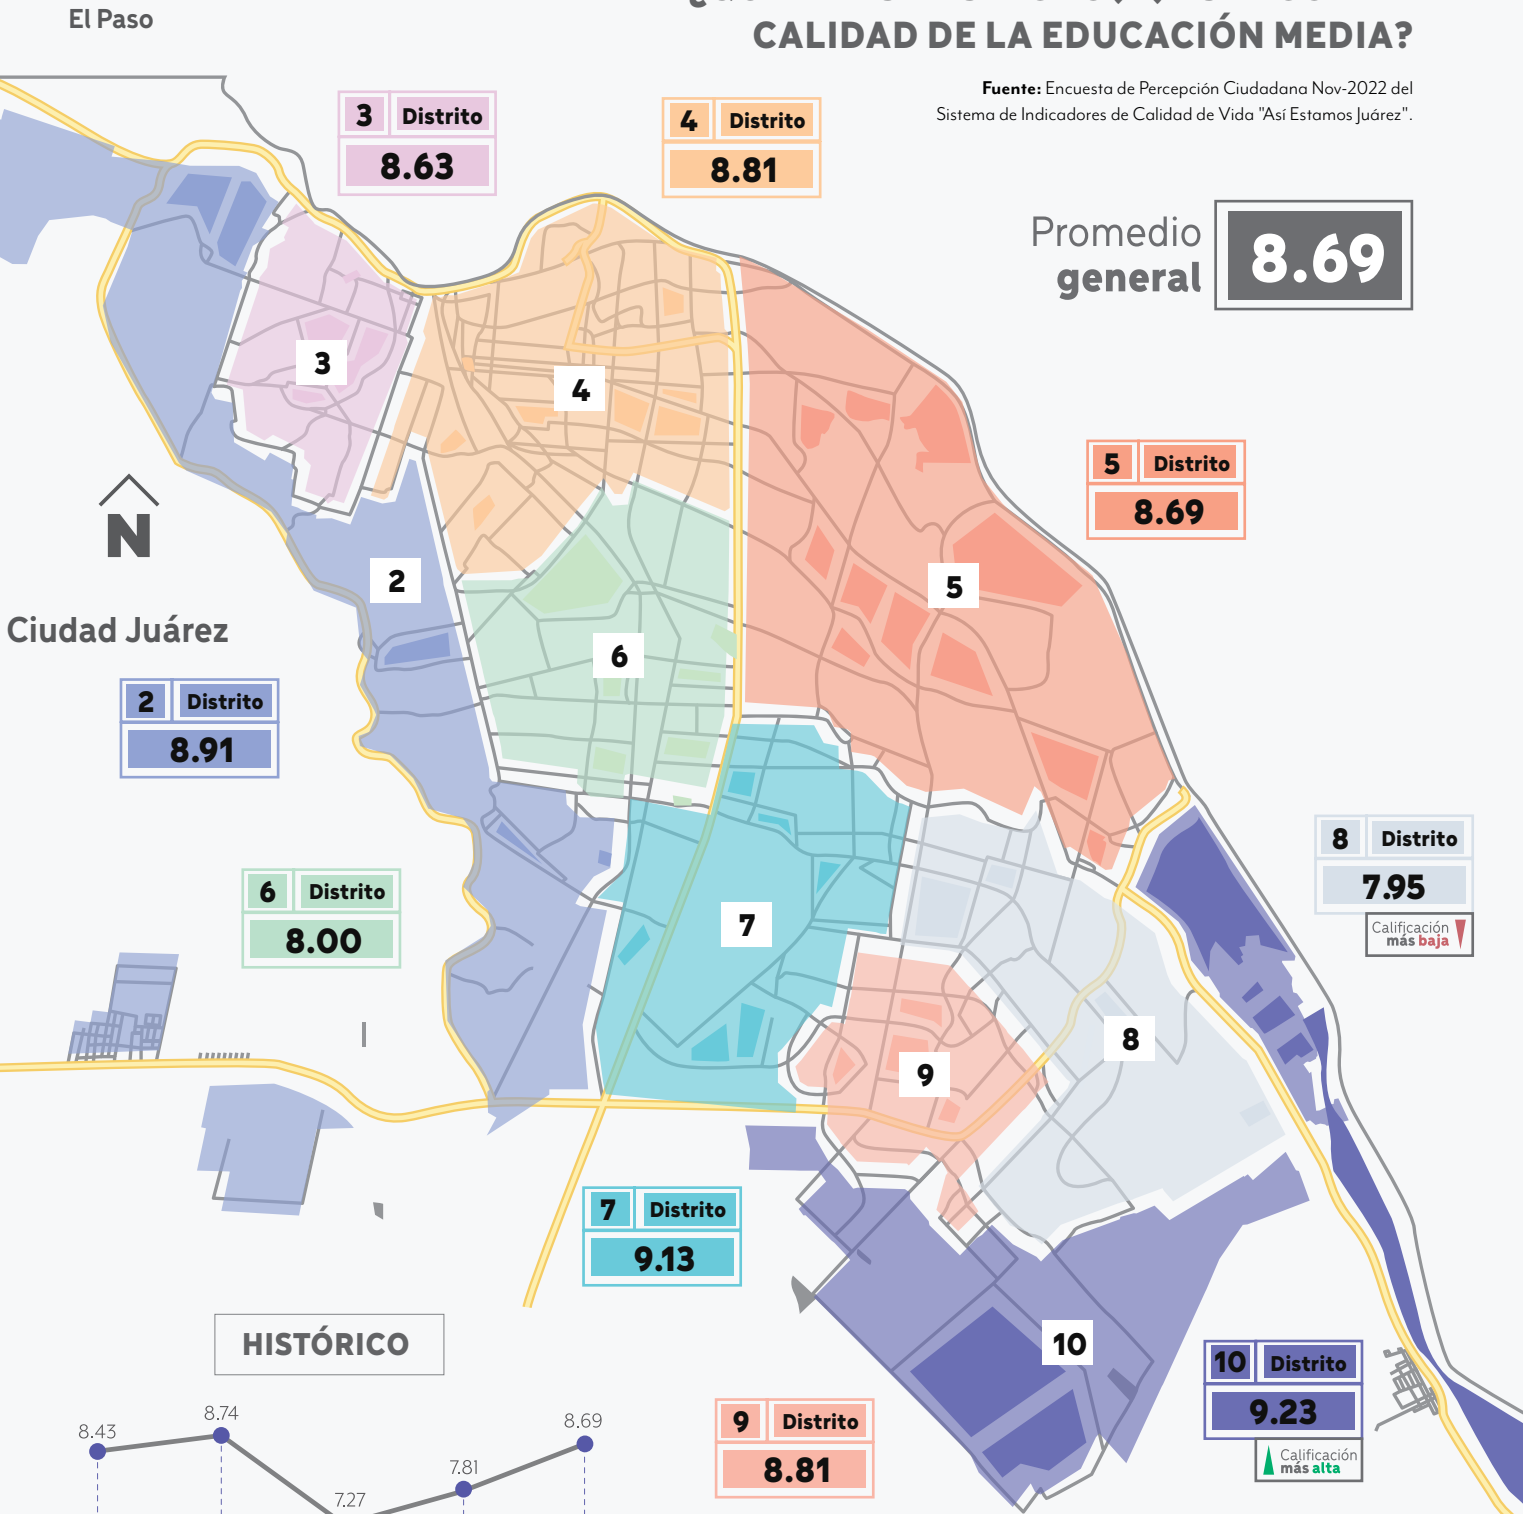 El Paso
CALIDAD DE LA EDUCACIÓN MEDIA?
Fuente: Encuesta de Percepción Ciudadana Nov-2022 del
Sistema de Indicadores de Calidad de Vida "Así Estamos Juárez".
3 Distrito
8.63
4 Distrito
8.81
Promedio
general
8.69
3
4
5 Distrito
8.69
N
2
5
Ciudad Juárez
6
2 Distrito
8.91
8 Distrito
7.95
Calificación
más baja
6 Distrito
8.00
7
8
9
7 Distrito
9.13
10
HISTÓRICO
10 Distrito
9.23
Calificación
más alta
9 Distrito
8.81
8.43
8.74
7.27
7.81
8.69